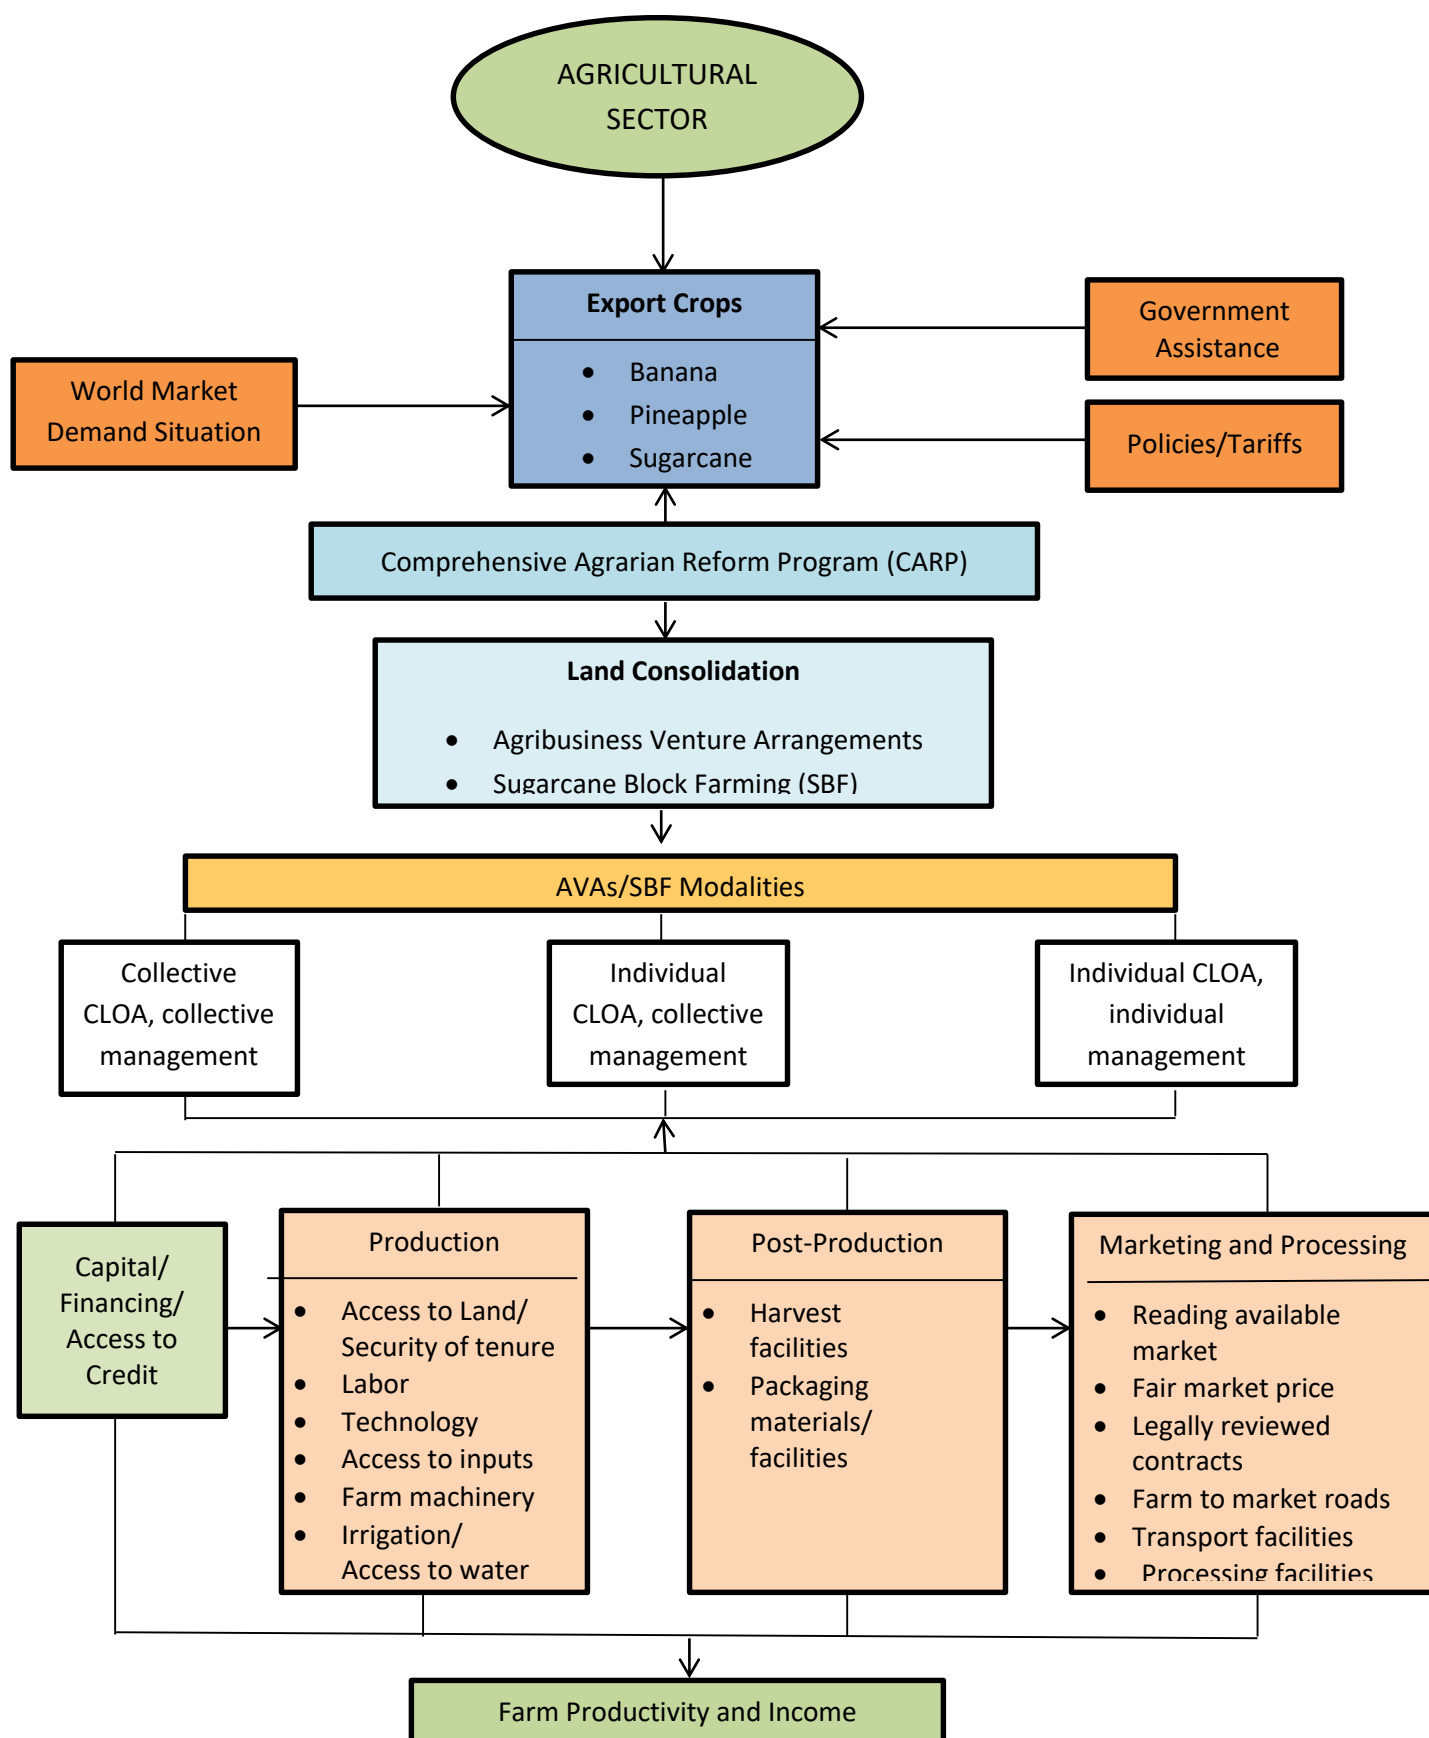 AGRICULTURAL
SECTOR
Export Crops
• Banana
• Pineapple
• Sugarcane
Government
Assistance
World Market
Demand Situation
Policies/Tariffs
Comprehensive Agrarian Reform Program (CARP)
Land Consolidation
• Agribusiness Venture Arrangements
• Sugarcane Block Farming (SBF)
AVAs/SBF Modalities
Collective
CLOA, collective
management
Individual
CLOA, collective
management
Individual CLOA,
individual
management
Capital/
Financing/
Access to
Credit
Production
• Access to Land/
Security of tenure
• Labor
• Technology
• Access to inputs
• Farm machinery
• Irrigation/
Access to water
Post-Production
• Harvest
facilities
• Packaging
materials/
facilities
Marketing and Processing
• Reading available
market
• Fair market price
• Legally reviewed
contracts
• Farm to market roads
• Transport facilities
• Processing facilities
Farm Productivity and Income